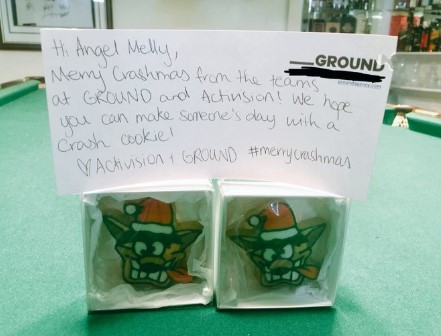 Hi Angel Melly,
Merry Crashmas from the teams
at GROUND and Activision! We hope
you can make someone's day with a
Crash cookie!
♡ Activision + GROUND #merrycrashmas
GROUND